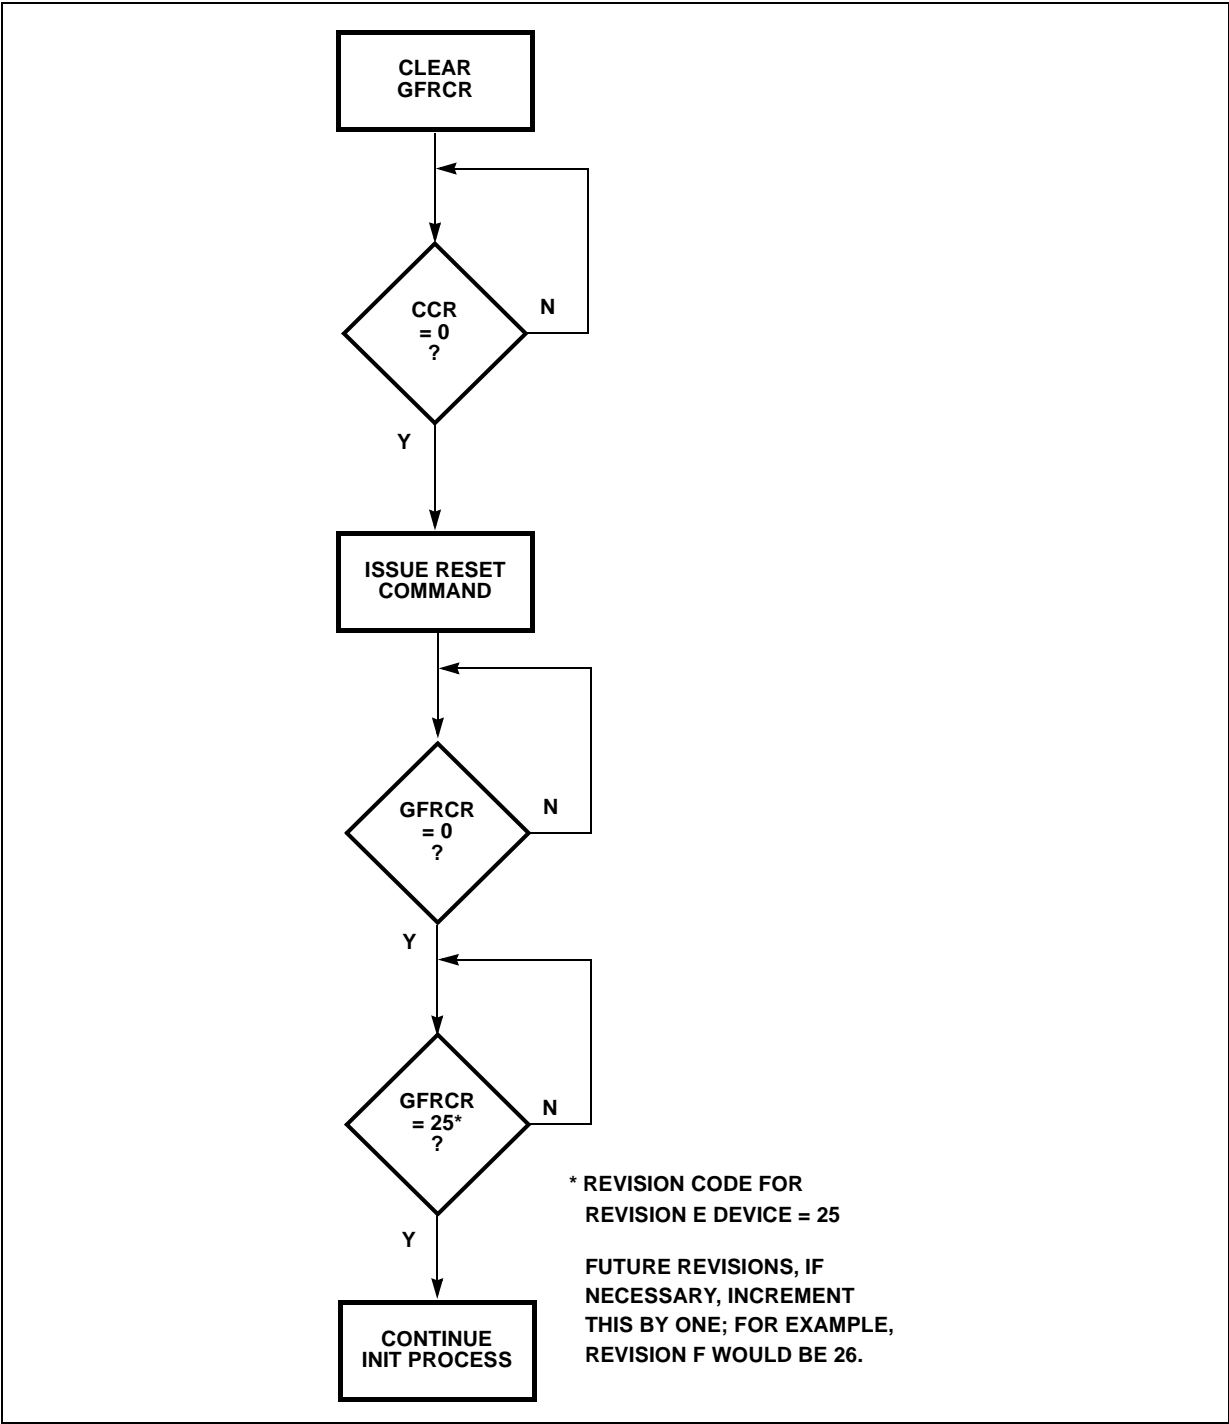 CLEAR
GFRCR
CCR
= 0
?
N
Y
ISSUE RESET
COMMAND
GFRCR
= 0
?
N
Y
GFRCR
= 25*
?
N
Y
* REVISION CODE FOR
REVISION E DEVICE = 25
FUTURE REVISIONS, IF
NECESSARY, INCREMENT
THIS BY ONE; FOR EXAMPLE,
REVISION F WOULD BE 26.
CONTINUE
INIT PROCESS